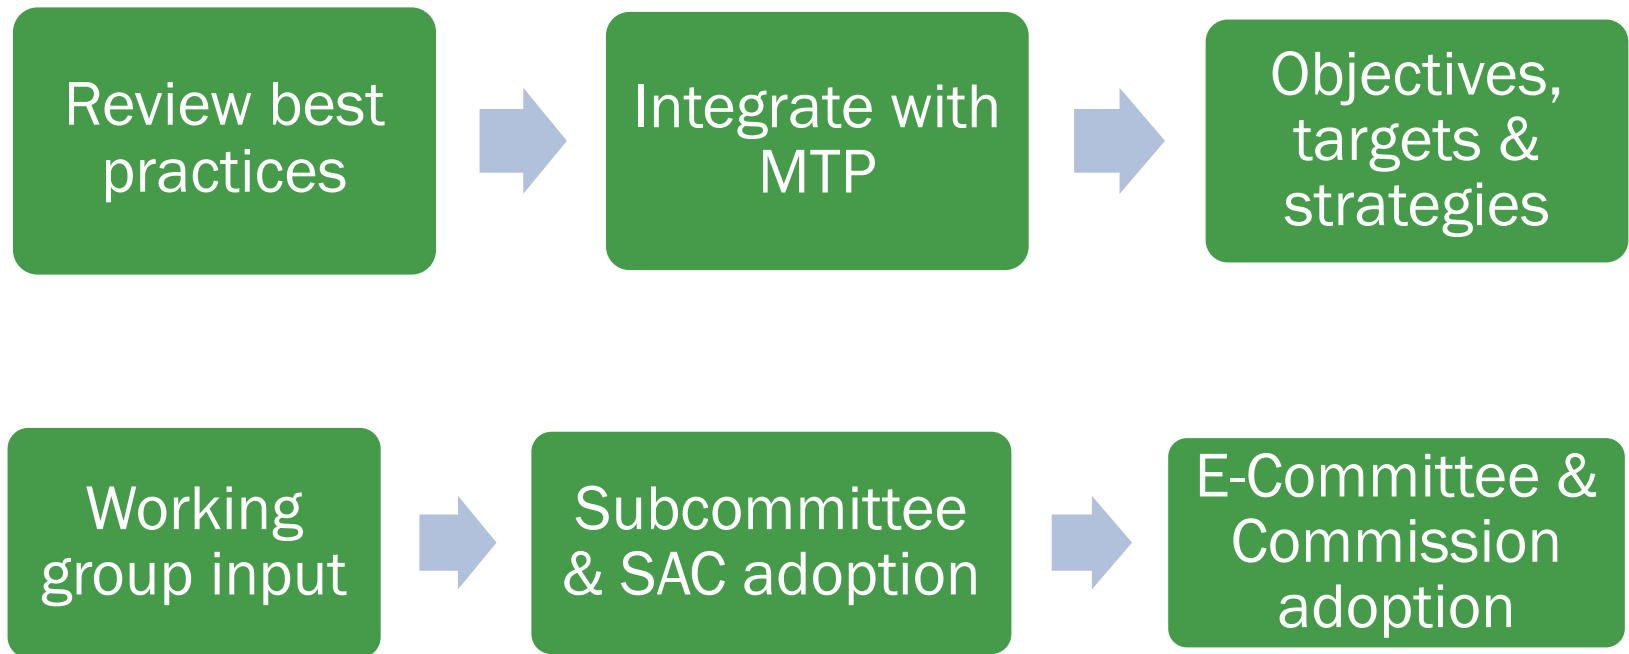 Review best
practices
Integrate with
MTP
Objectives,
targets &
strategies
Working
group input
Subcommittee
& SAC adoption
E-Committee &
Commission
adoption